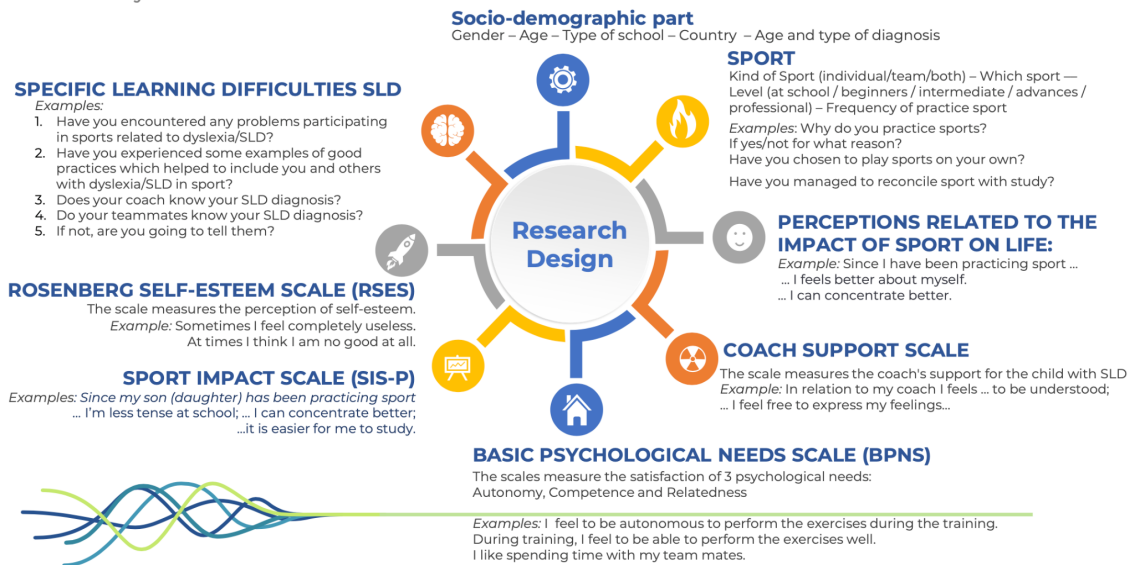 Socio-demographic part
Gender – Age – Type of school – Country – Age and type of diagnosis
SPORT
Kind of Sport (individual/team/both) – Which sport —
Level (at school / beginners / intermediate / advances /
professional) – Frequency of practice sport
Examples: Why do you practice sports?
If yes/not for what reason?
Have you chosen to play sports on your own?
Have you managed to reconcile sport with study?
SPECIFIC LEARNING DIFFICULTIES SLD
Examples:
1. Have you encountered any problems participating
in sports related to dyslexia/SLD?
2. Have you experienced some examples of good
practices which helped to include you and others
with dyslexia/SLD in sport?
3. Does your coach know your SLD diagnosis?
4. Do your teammates know your SLD diagnosis?
5. If not, are you going to tell them?
Research
Design
PERCEPTIONS RELATED TO THE
IMPACT OF SPORT ON LIFE:
Example: Since I have been practicing sport ...
... I feels better about myself.
... I can concentrate better.
ROSENBERG SELF-ESTEEM SCALE (RSES)
The scale measures the perception of self-esteem.
Example: Sometimes I feel completely useless.
At times I think I am no good at all.
COACH SUPPORT SCALE
The scale measures the coach's support for the child with SLD
Example: In relation to my coach I feels ... to be understood;
... I feel free to express my feelings...
SPORT IMPACT SCALE (SIS-P)
Examples: Since my son (daughter) has been practicing sport
... I'm less tense at school; ... I can concentrate better;
...it is easier for me to study.
BASIC PSYCHOLOGICAL NEEDS SCALE (BPNS)
The scales measure the satisfaction of 3 psychological needs:
Autonomy, Competence and Relatedness
Examples: I feel to be autonomous to perform the exercises during the training.
During training, I feel to be able to perform the exercises well.
I like spending time with my team mates.